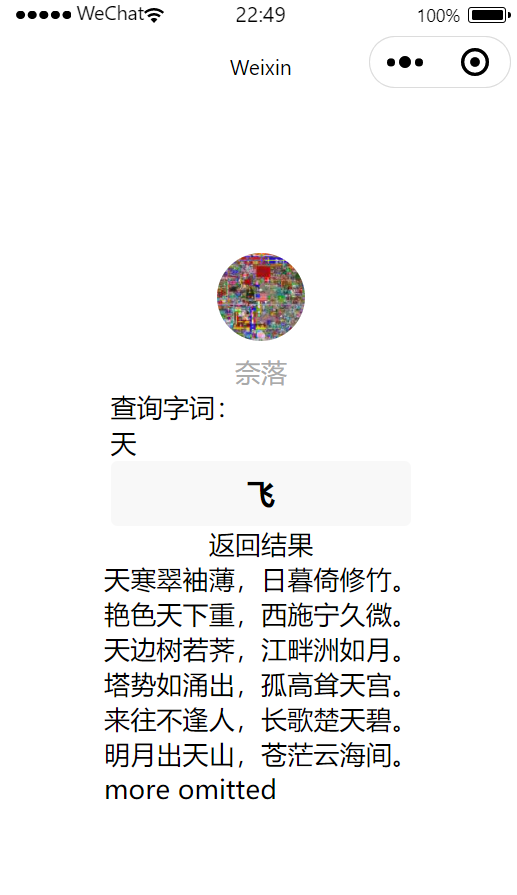 WeChat 22:49 100%
Weixin
奈落
查询字词：
天
飞
返回结果
天寒翠袖薄，日暮倚修竹。
艳色天下重，西施宁久微。
天边树若荠，江畔洲如月。
塔势如涌出，孤高耸天宫。
来往不逢人，长歌楚天碧。
明月出天山，苍茫云海间。
more omitted